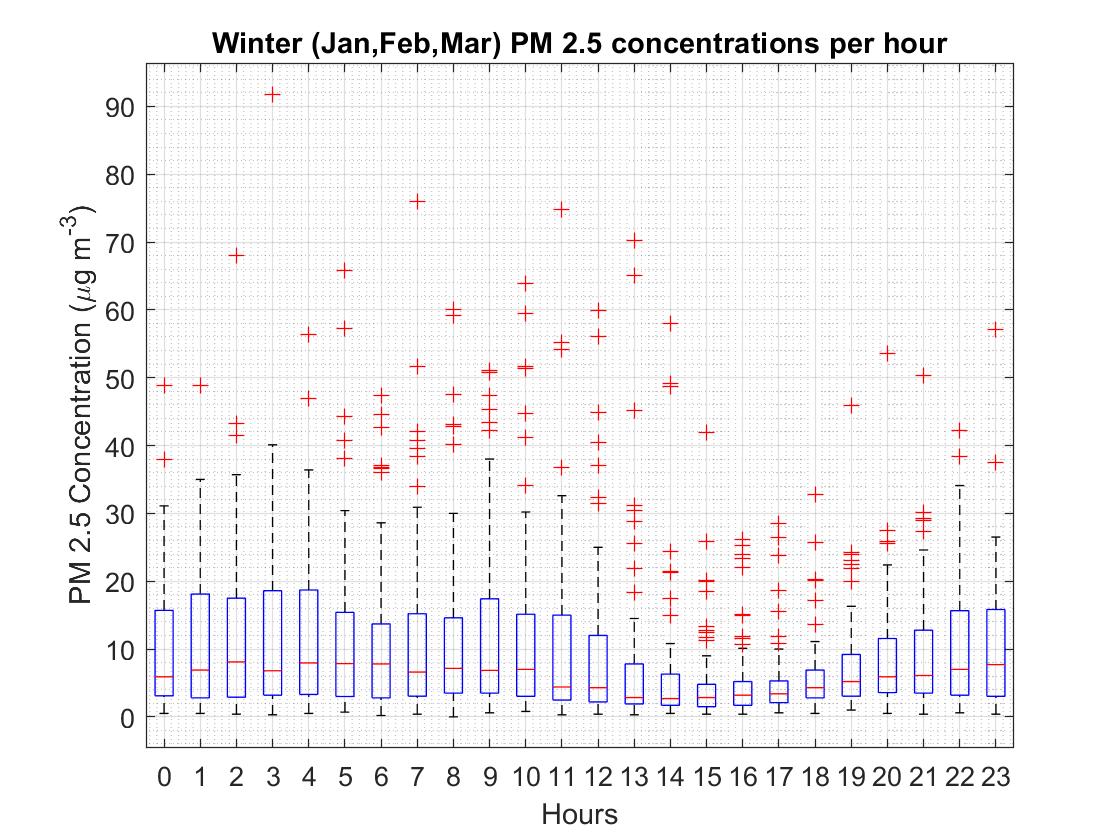 Winter (Jan,Feb,Mar) PM 2.5 concentrations per hour
PM 2.5 Concentration (μg m-3)
90
80
70
60
50
40
30
20
10
0
0 1 2 3 4 5 6 7 8 9 10 11 12 13 14 15 16 17 18 19 20 21 22 23
Hours